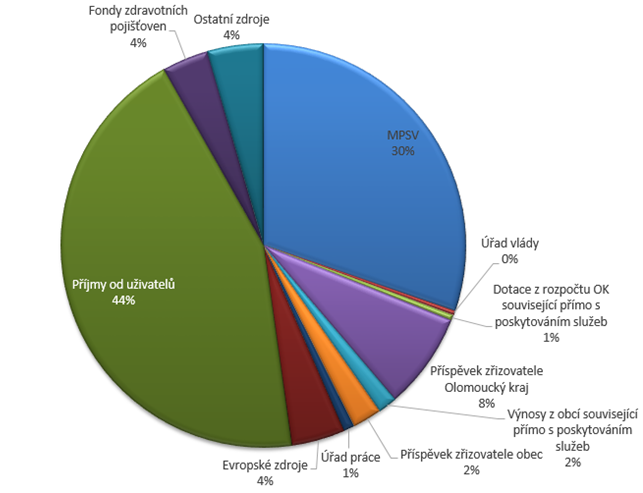 Fondy zdravotních
pojišťoven
4%
Ostatní zdroje
4%
MPSV
30%
Úřad vlády
0%
Dotace z rozpočtu OK
související přímo s
poskytováním služeb
1%
Příspěvek zřizovatele
Olomoucký kraj
8%
Výnosy z obcí související
přímo s poskytováním
služeb
2%
Příspěvek zřizovatele obec
2%
Úřad práce
1%
Evropské zdroje
4%
Příjmy od uživatelů
44%